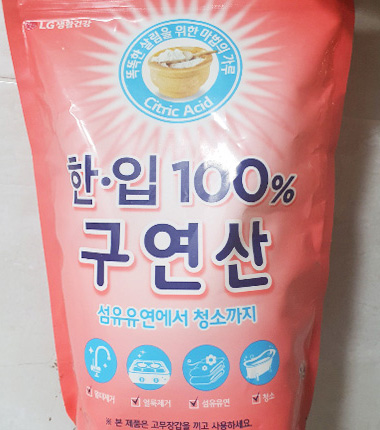 LG생활건강
똑똑한 살림을 위한 마법의 가루
Citric Acid
한·입 100%
구연산
섬유유연에서 청소까지
물때제거
얼룩제거
섬유유연
청소
※ 본 제품은 고무장갑을 끼고 사용하세요.